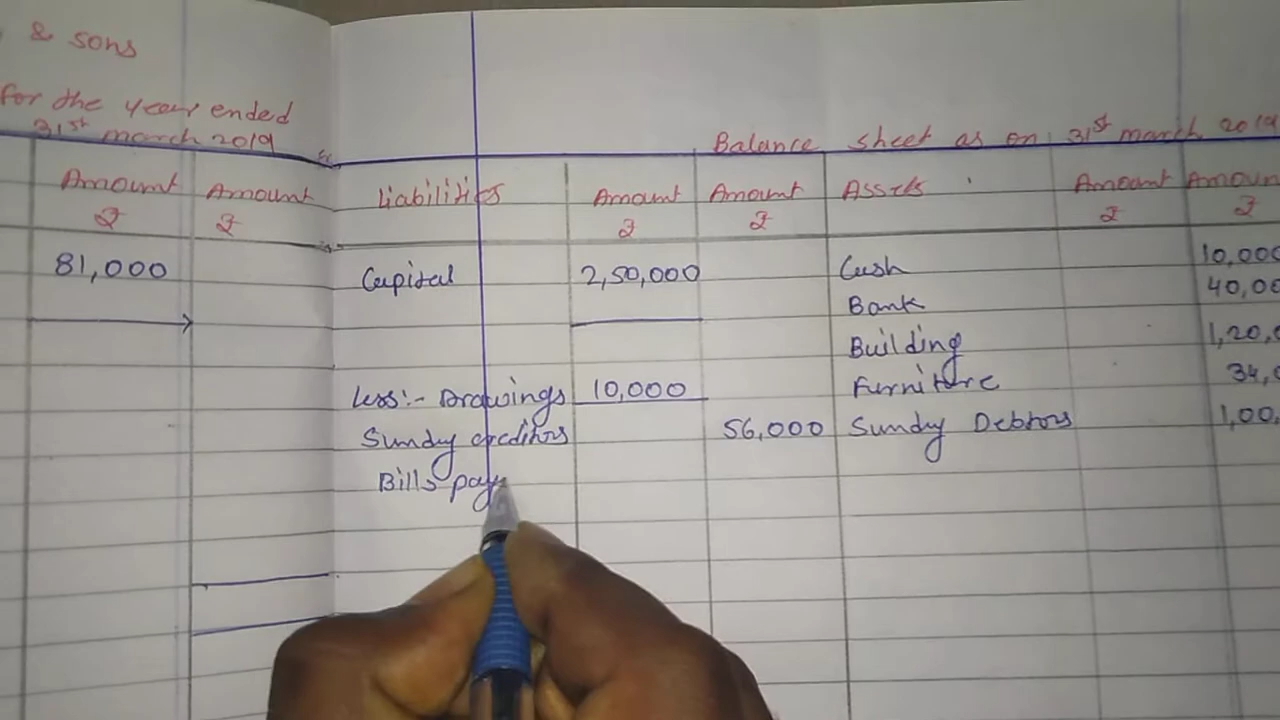 & sons
for the year ended
31st march 2019
Balance sheet as on 31st march 2019
Amount Amount Liabilities Amount Amount Assets Amount
₹ ₹ ₹ ₹ ₹ ₹
81,000 Capital 2,50,000 Cash
Bank
Building
Less:- Drawings 10,000 Furniture
Sundry creditors 56,000 Sundry Debtors
Bills pay